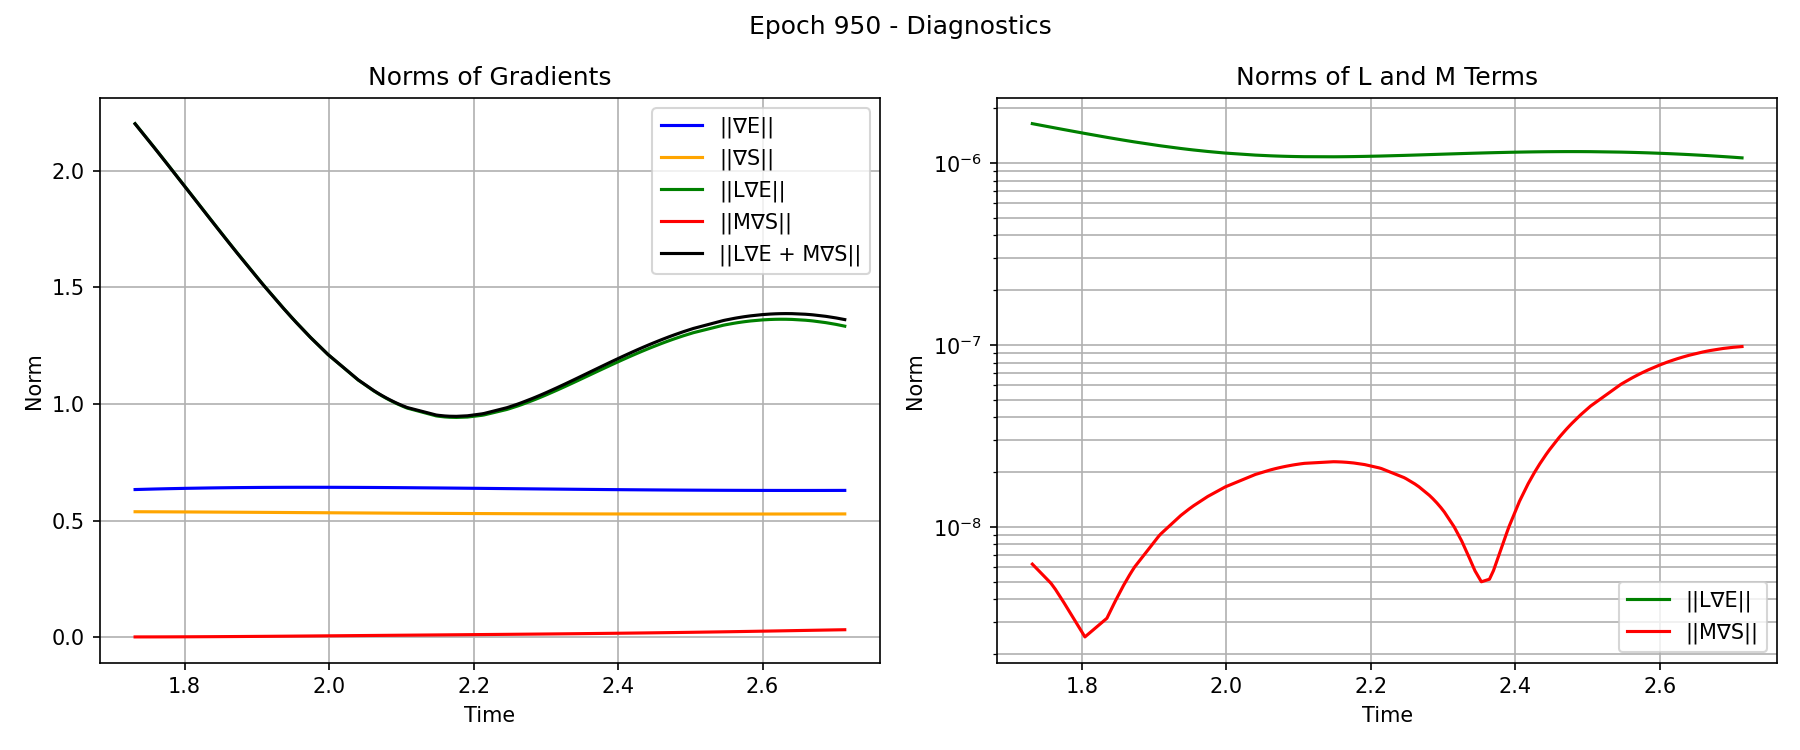 Epoch 950 - Diagnostics
Norms of Gradients
2.0
1.5
1.0
0.5
0.0
Norm
1.8
2.0
2.2
2.4
2.6
Time
||∇E||
||∇S||
||L∇E||
||M∇S||
||L∇E + M∇S||
Norms of L and M Terms
10⁻⁶
10⁻⁷
10⁻⁸
Norm
1.8
2.0
2.2
2.4
2.6
Time
||L∇E||
||M∇S||